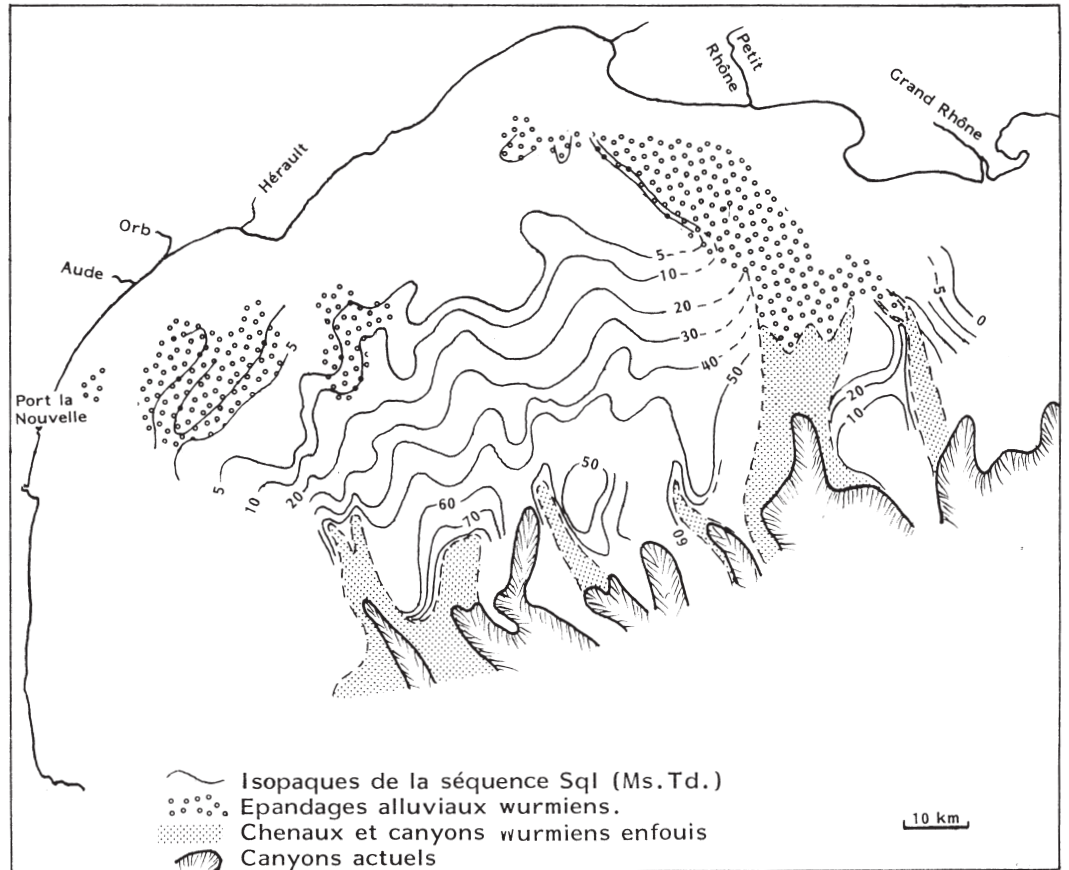 Petit
Rhône
Grand Rhône
Hérault
Orb
Aude
Port la
Nouvelle
5
10
20
30
40
50
5
0
20
10
5
5
10
20
60
70
50
60
Isopaques de la séquence Sql (Ms.Td.)
Epandages alluviaux wurmiens.
Chenaux et canyons wurmiens enfouis
Canyons actuels
10 km